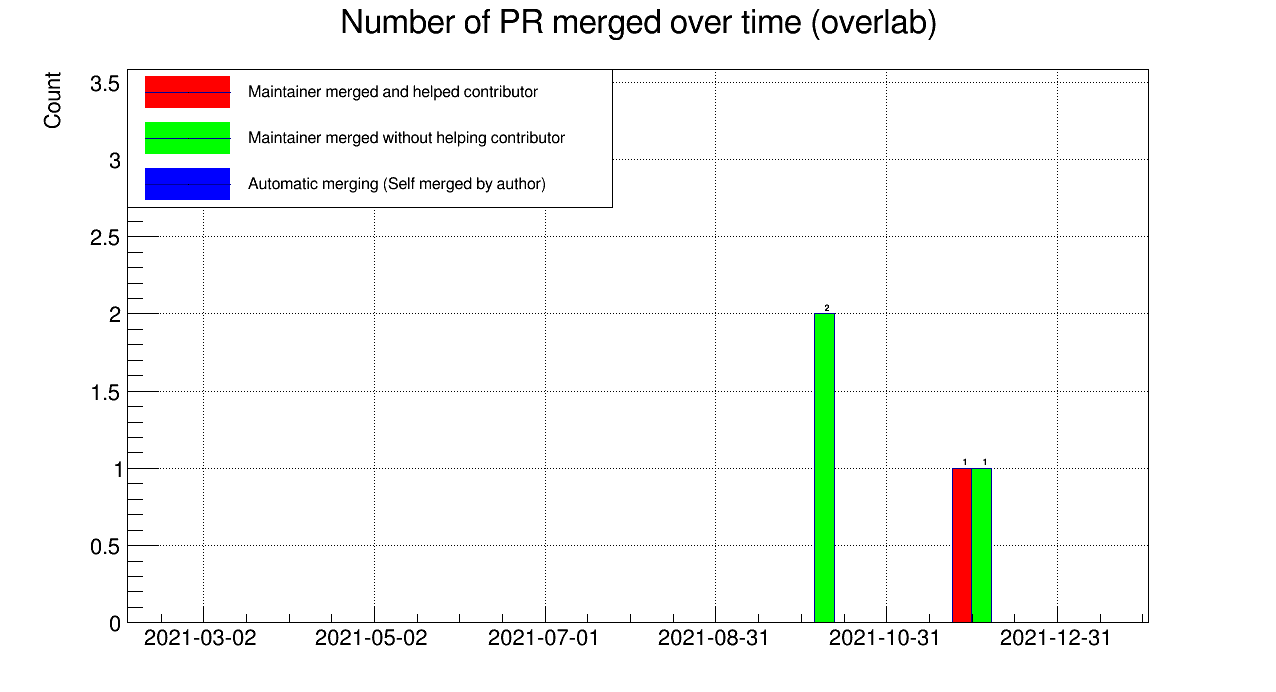 Number of PR merged over time (overlab)
Count
Maintainer merged and helped contributor
Maintainer merged without helping contributor
Automatic merging (Self merged by author)
3.5
3
2.5
2
1.5
1
0.5
0
2
1 1
2021-03-02 2021-05-02 2021-07-01 2021-08-31 2021-10-31 2021-12-31